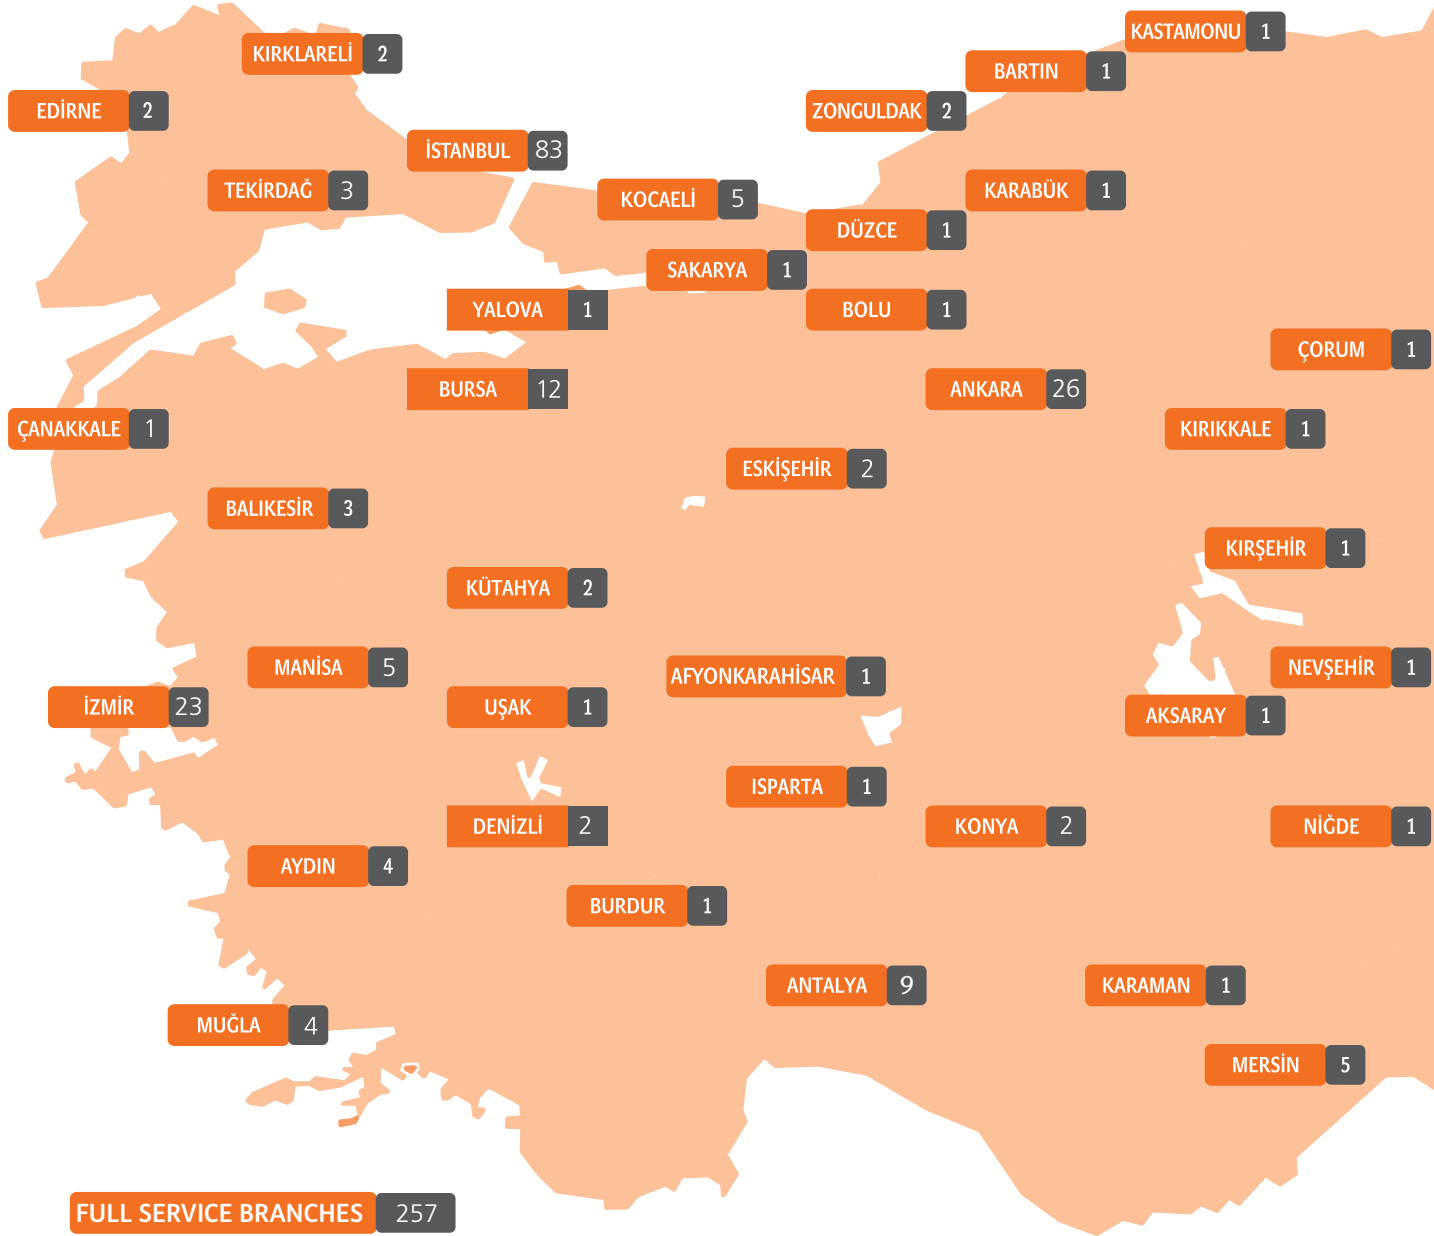 KASTAMONU 1
KIRKLARELİ 2
BARTIN 1
EDİRNE 2
ZONGULDAK 2
İSTANBUL 83
TEKİRDAĞ 3
KOCAELİ 5
KARABÜK 1
DÜZCE 1
SAKARYA 1
YALOVA 1
BOLU 1
ÇORUM 1
BURSA 12
ANKARA 26
ÇANAKKALE 1
KIRIKKALE 1
ESKİŞEHİR 2
BALIKESİR 3
KIRŞEHİR 1
KÜTAHYA 2
MANİSA 5
AFYONKARAHİSAR 1
NEVŞEHİR 1
İZMİR 23
UŞAK 1
AKSARAY 1
ISPARTA 1
DENİZLİ 2
KONYA 2
NİĞDE 1
AYDIN 4
BURDUR 1
ANTALYA 9
KARAMAN 1
MUĞLA 4
MERSİN 5
FULL SERVICE BRANCHES 257